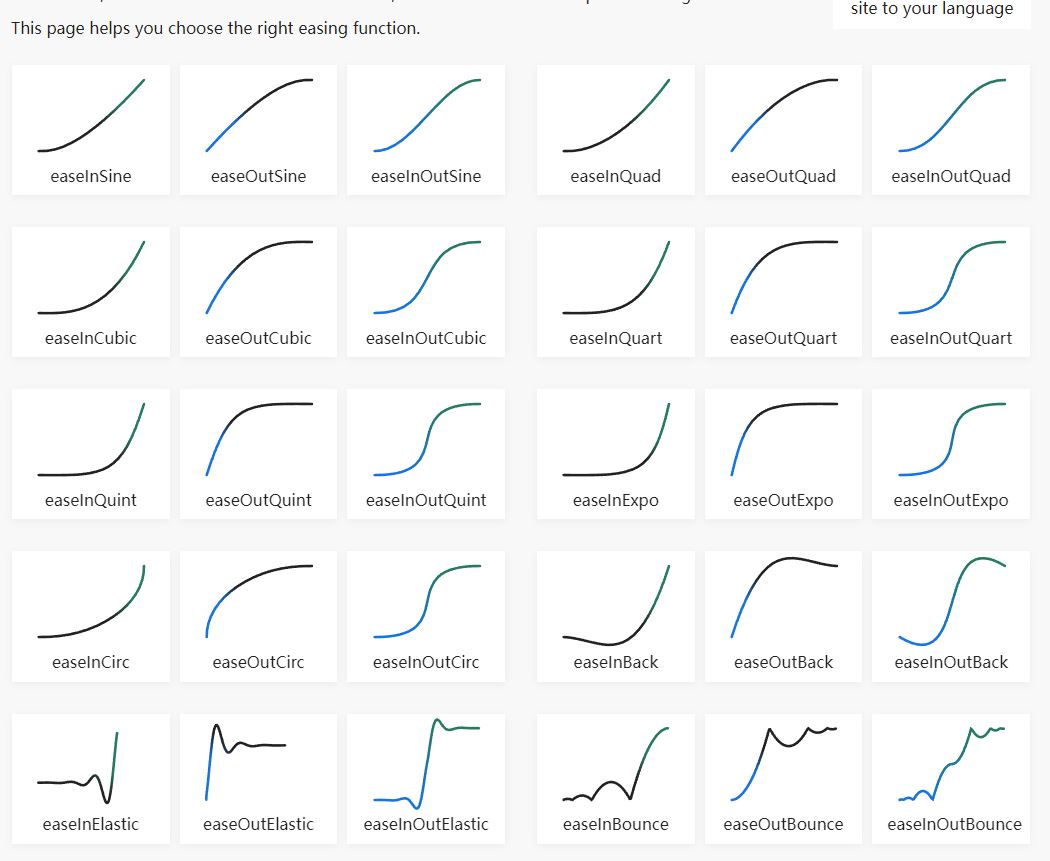 site to your language
This page helps you choose the right easing function.
easeInSine
easeOutSine
easeInOutSine
easeInQuad
easeOutQuad
easeInOutQuad
easeInCubic
easeOutCubic
easeInOutCubic
easeInQuart
easeOutQuart
easeInOutQuart
easeInQuint
easeOutQuint
easeInOutQuint
easeInExpo
easeOutExpo
easeInOutExpo
easeInCirc
easeOutCirc
easeInOutCirc
easeInBack
easeOutBack
easeInOutBack
easeInElastic
easeOutElastic
easeInOutElastic
easeInBounce
easeOutBounce
easeInOutBounce